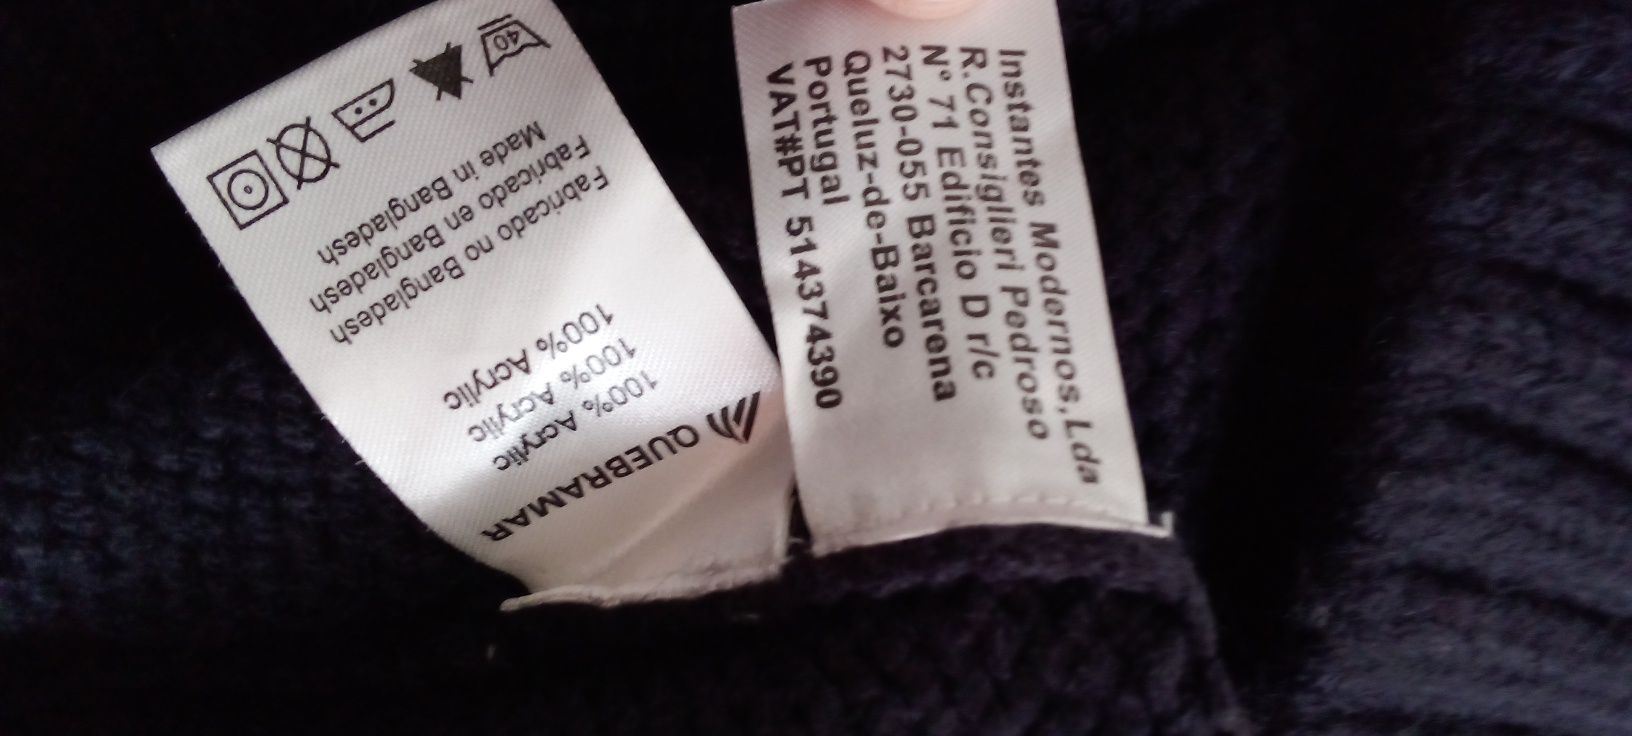 QUEBRAMAR
100% Acrylic
100% Acrylic
100% Acrylic
Fabricado no Bangladesh
Fabricado en Bangladesh
Made in Bangladesh
40
Instantes Modernos,Lda
R.Consiglieri Pedroso
Nº 71 Edificio D r/c
2730-055 Barcarena
Queluz-de-Baixo
Portugal
VAT#PT 514374390